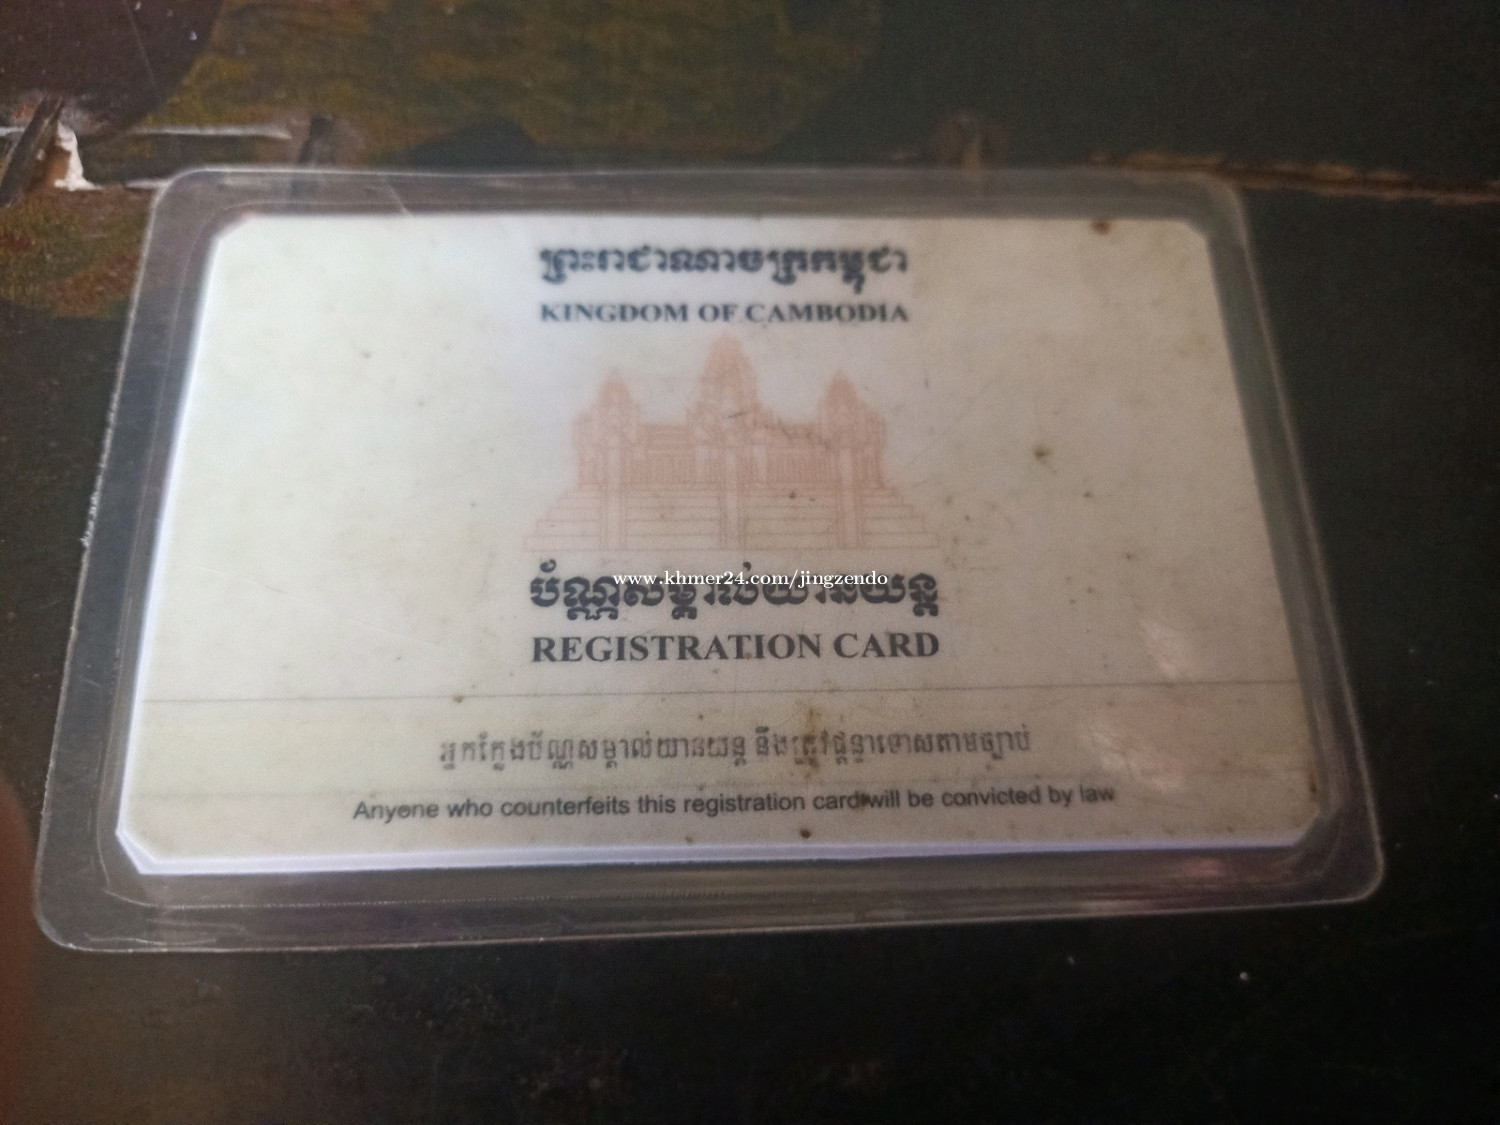 ព្រះរាជាណាចក្រកម្ពុជា
KINGDOM OF CAMBODIA
www.khmer24.com/jingzendo
ប័ណ្ណសម្គាល់យានយន្ត
REGISTRATION CARD
អ្នកក្លែងប័ណ្ណសម្គាល់យានយន្ត នឹងត្រូវផ្តន្ទាទោសតាមច្បាប់
Anyone who counterfeits this registration card will be convicted by law